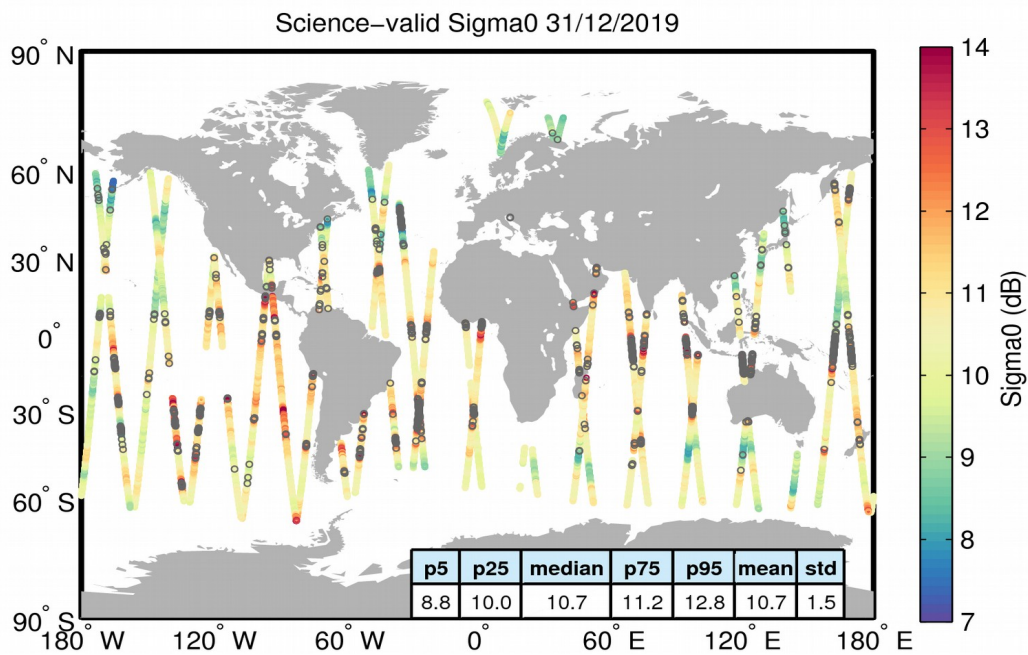 Science−valid Sigma0 31/12/2019
90° N
60° N
30° N
0°
30° S
60° S
90° S
180° W
120° W
60° W
0°
60° E
120° E
180° E
14
13
12
11
10
9
8
7
Sigma0 (dB)
p5 p25 median p75 p95 mean std
8.8 10.0 10.7 11.2 12.8 10.7 1.5